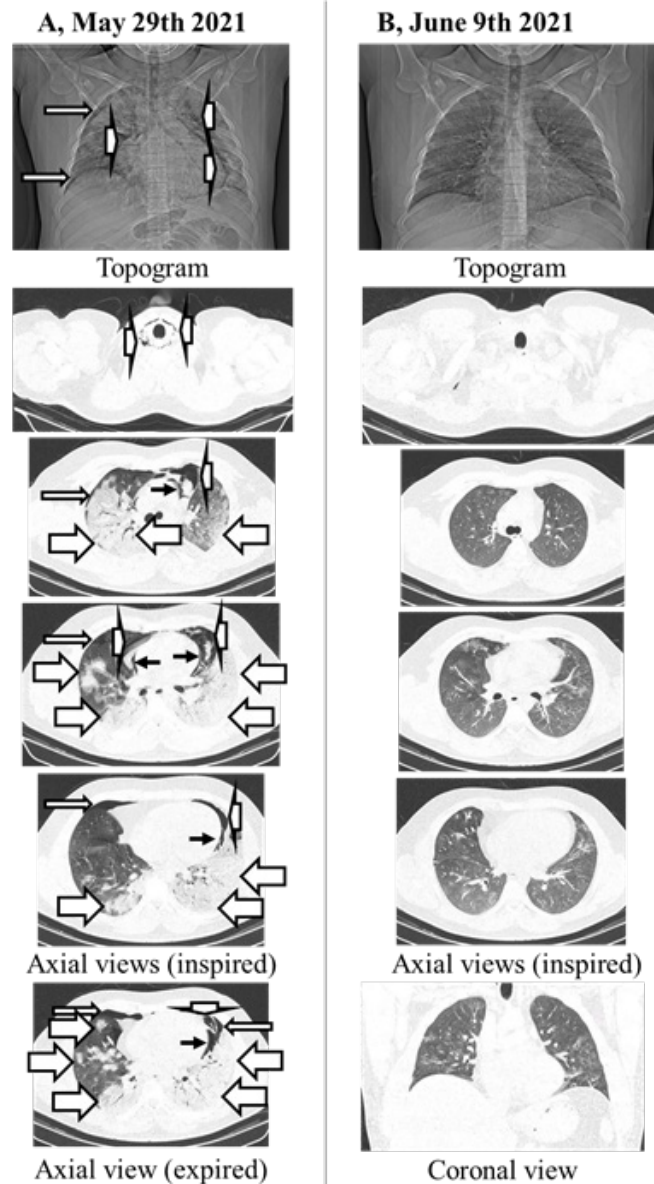 A, May 29th 2021
B, June 9th 2021
Topogram
Topogram
Axial views (inspired)
Axial views (inspired)
Axial view (expired)
Coronal view